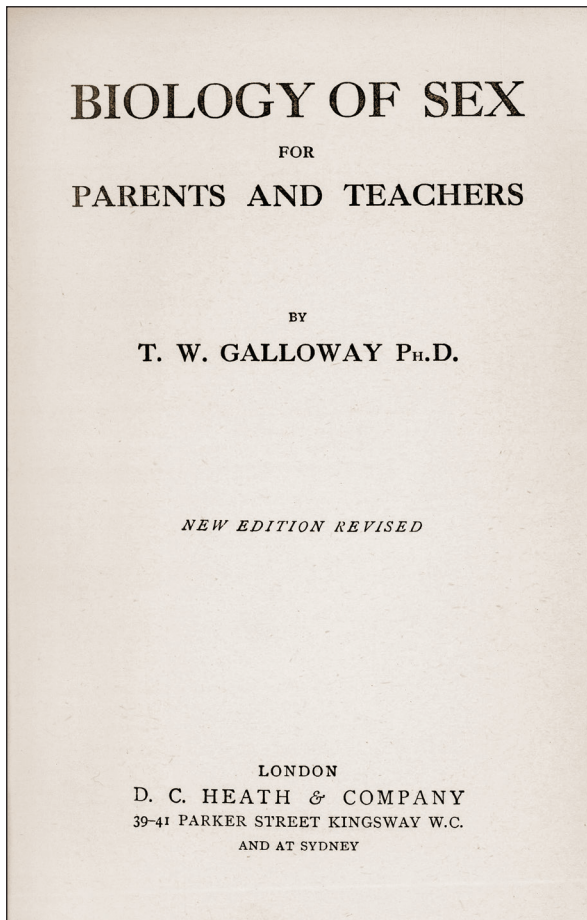 BIOLOGY OF SEX
FOR
PARENTS AND TEACHERS
BY
T. W. GALLOWAY PH.D.
NEW EDITION REVISED
LONDON
D. C. HEATH & COMPANY
39–41 PARKER STREET KINGSWAY W.C.
AND AT SYDNEY